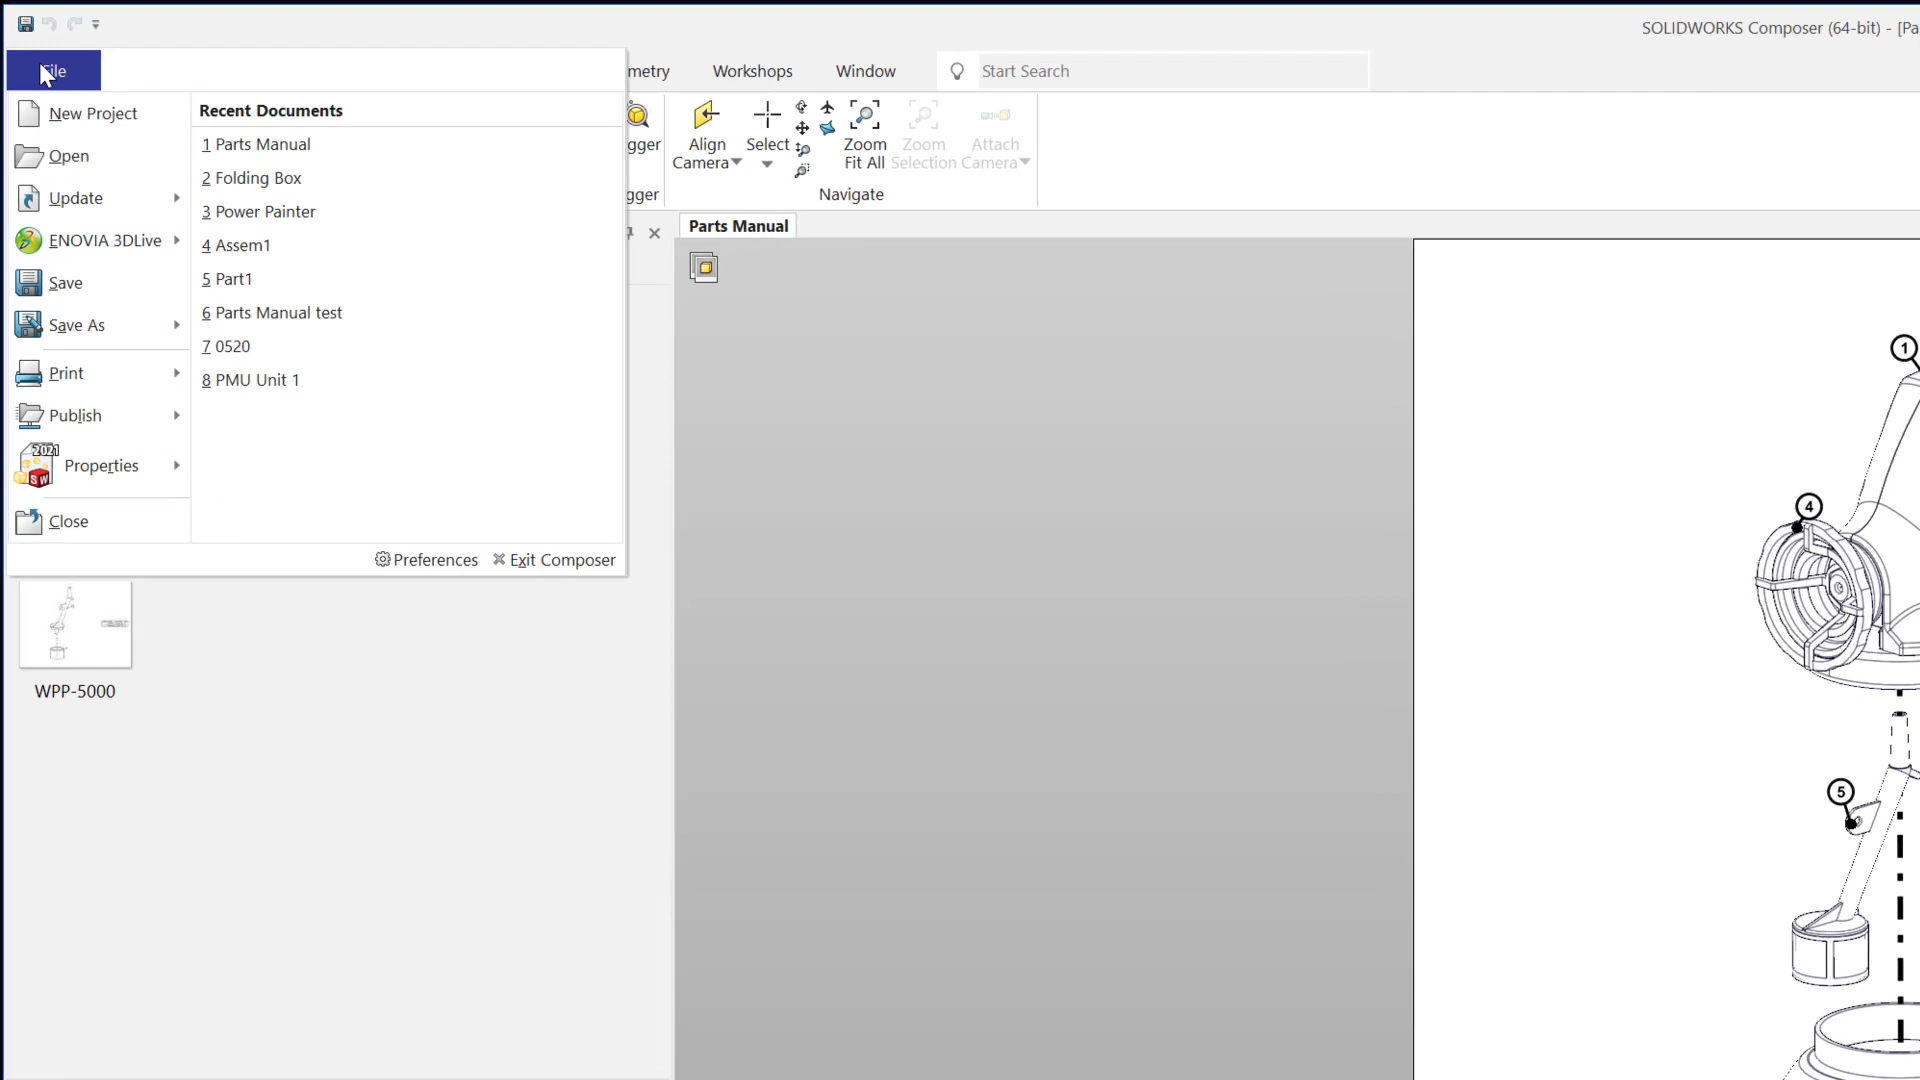 SOLIDWORKS Composer (64-bit) - [Pa
File
metry
Workshops
Window
Start Search
New Project
Open
Update
ENOVIA 3DLive
Save
Save As
Print
Publish
2021
SW
Properties
Close
Recent Documents
1 Parts Manual
2 Folding Box
3 Power Painter
4 Assem1
5 Part1
6 Parts Manual test
7 0520
8 PMU Unit 1
Preferences
Exit Composer
gger
gger
Align
Camera
Select
Zoom
Fit All
Zoom
Selection
Attach
Camera
Navigate
Parts Manual
WPP-5000
1
4
5